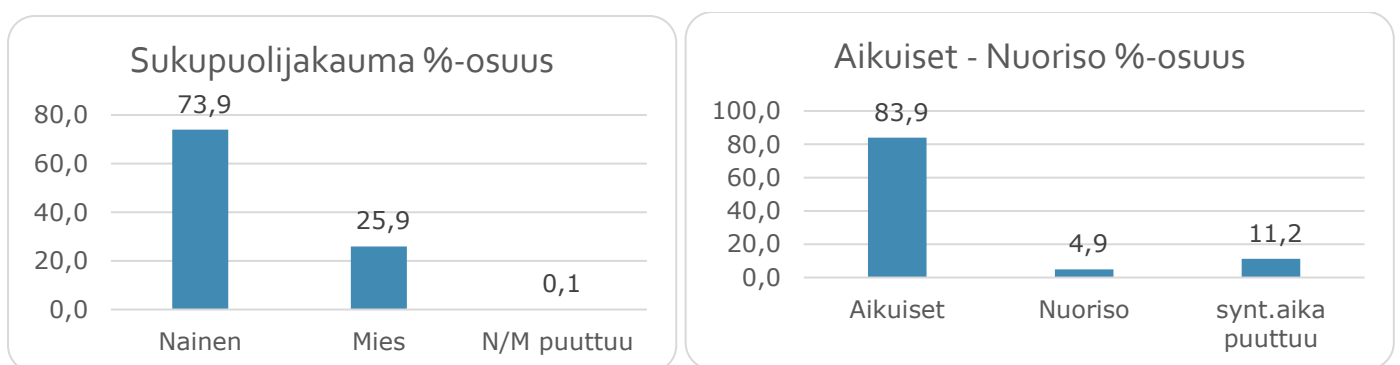 Sukupuolijakauma %-osuus
80,0
60,0
40,0
20,0
0,0
73,9
25,9
0,1
Nainen
Mies
N/M puuttuu
Aikuiset - Nuoriso %-osuus
100,0
80,0
60,0
40,0
20,0
0,0
83,9
4,9
11,2
Aikuiset
Nuoriso
synt.aika
puuttuu